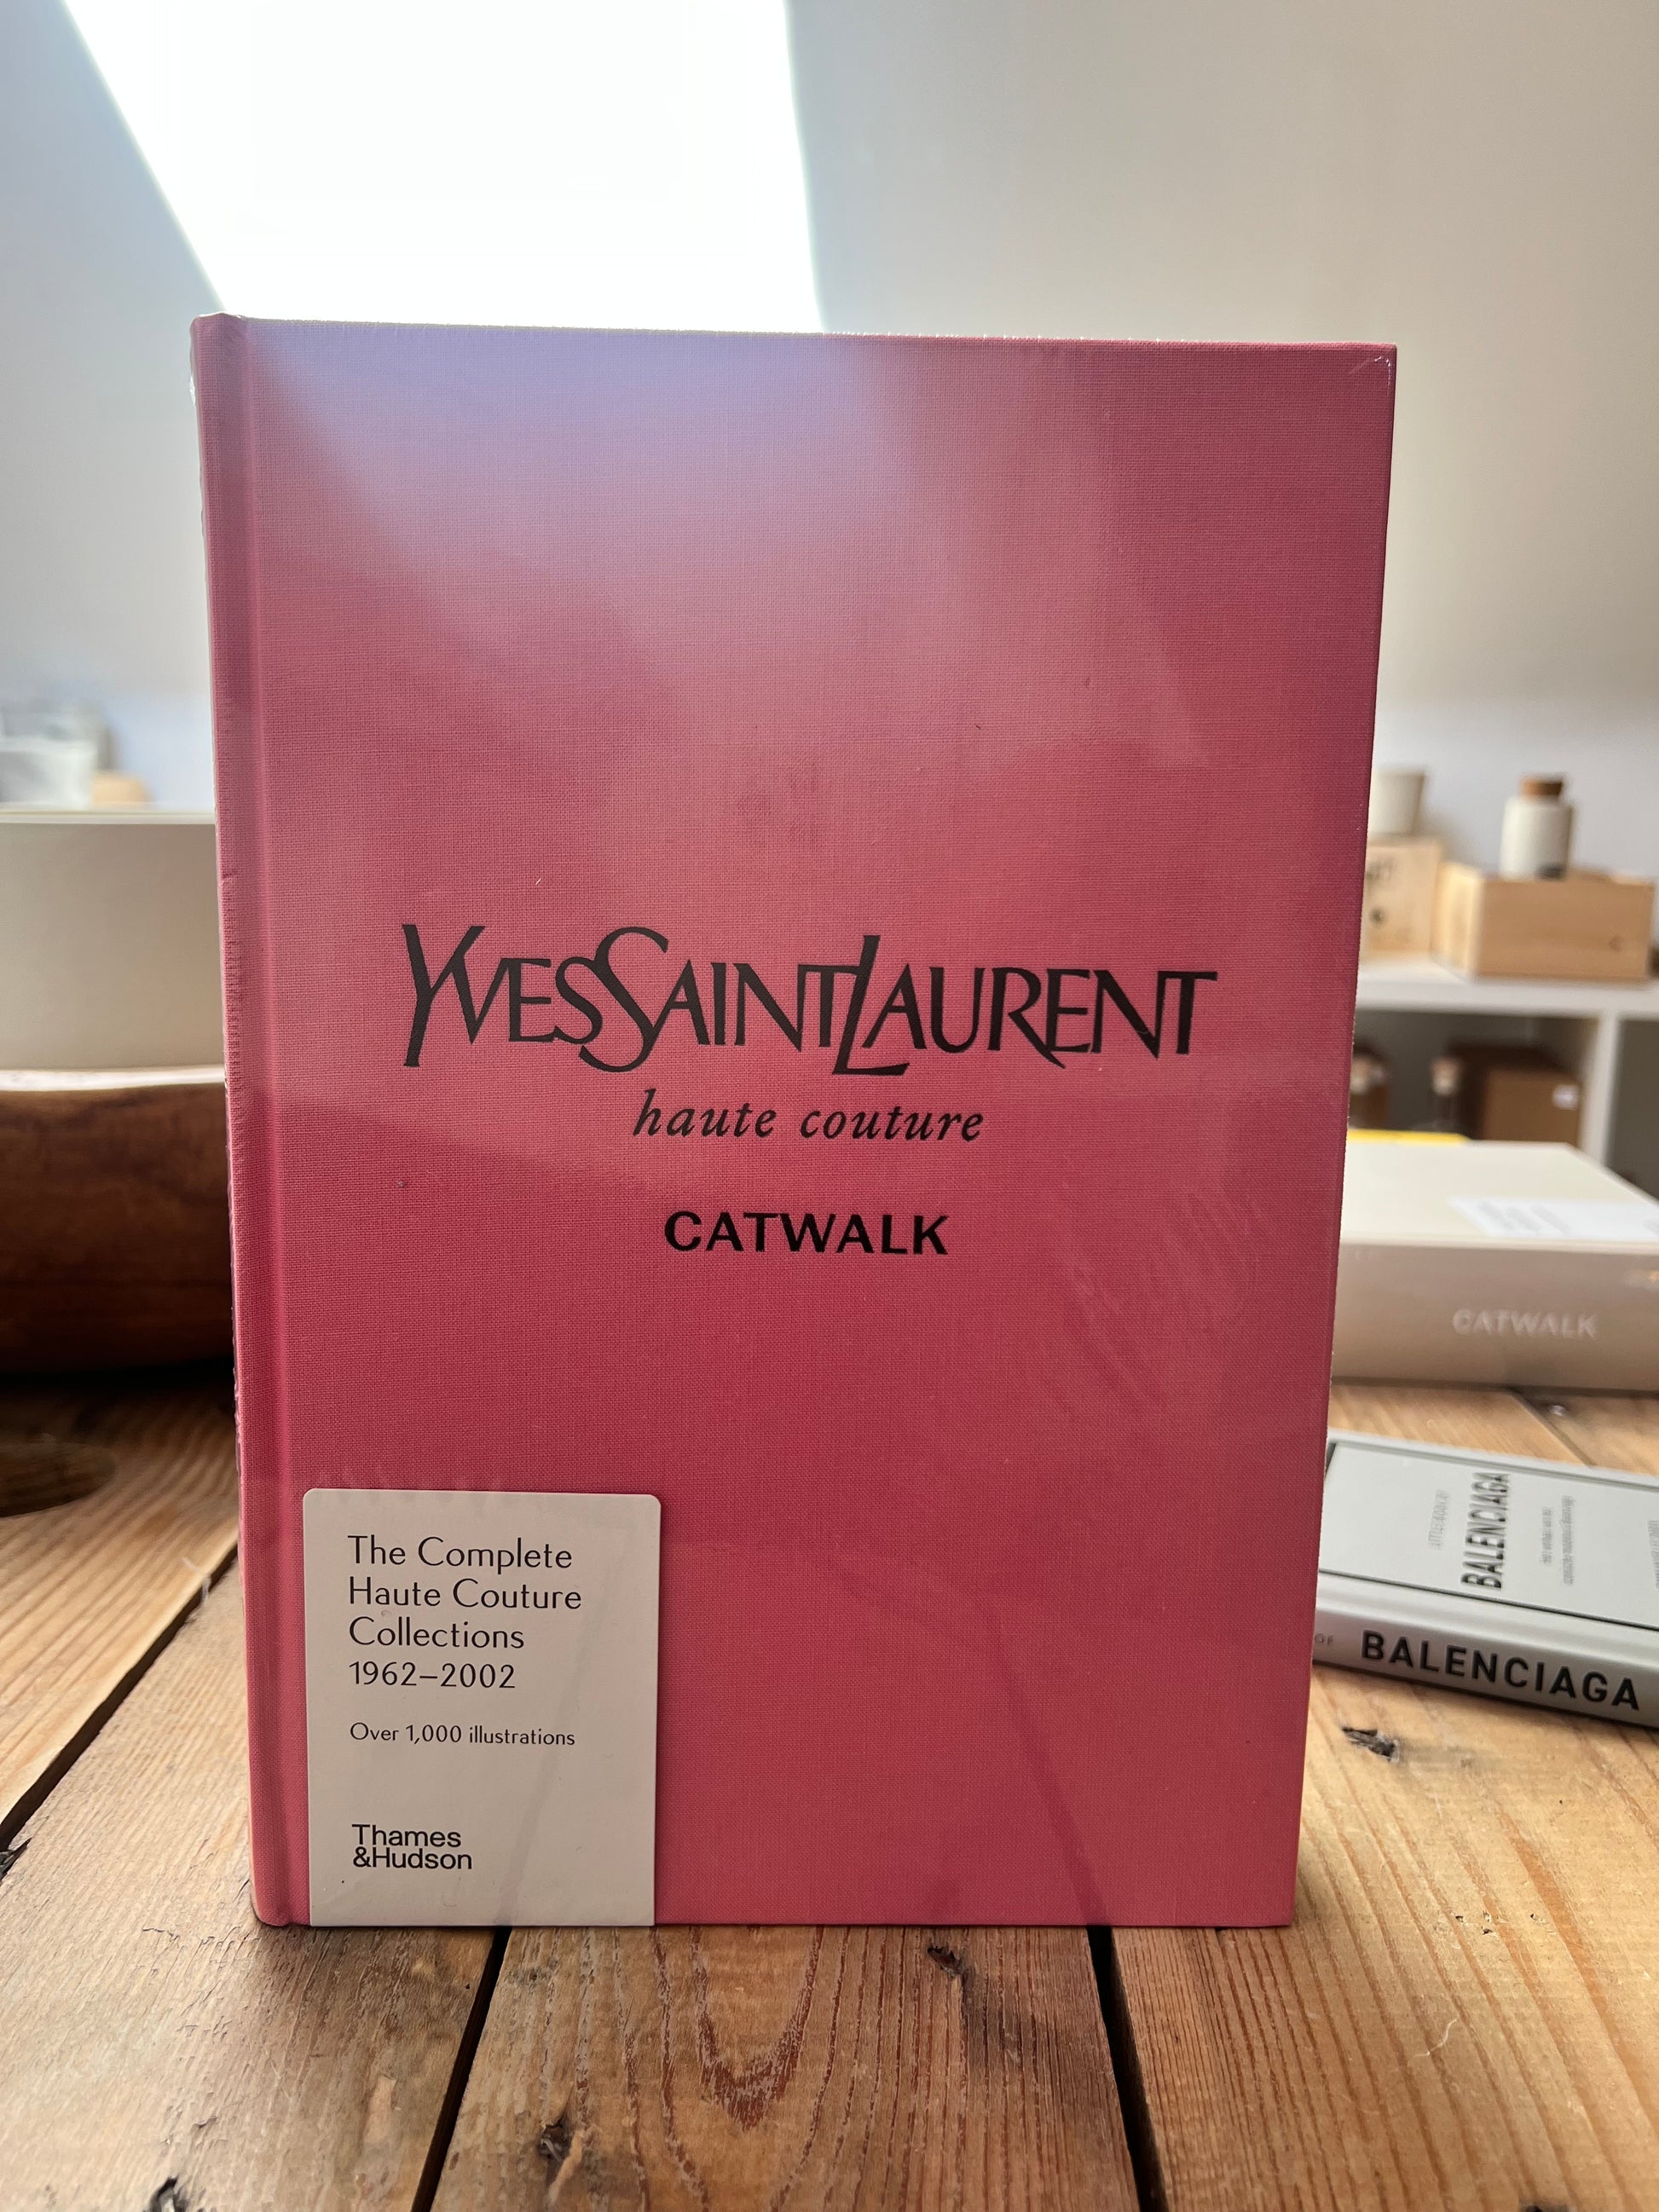 YVESSAINTLAURENT
haute couture
CATWALK
The Complete
Haute Couture
Collections
1962–2002
Over 1,000 illustrations
Thames
&Hudson
CATWALK
BALENCIAGA
BALENCIAGA